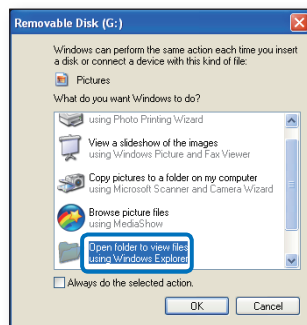 Removable Disk (G:)
Windows can perform the same action each time you insert
a disk or connect a device with this kind of file:
Pictures
What do you want Windows to do?
using Photo Printing Wizard
View a slideshow of the images
using Windows Picture and Fax Viewer
Copy pictures to a folder on my computer
using Microsoft Scanner and Camera Wizard
Browse picture files
using MediaShow
Open folder to view files
using Windows Explorer
Always do the selected action.
OK
Cancel